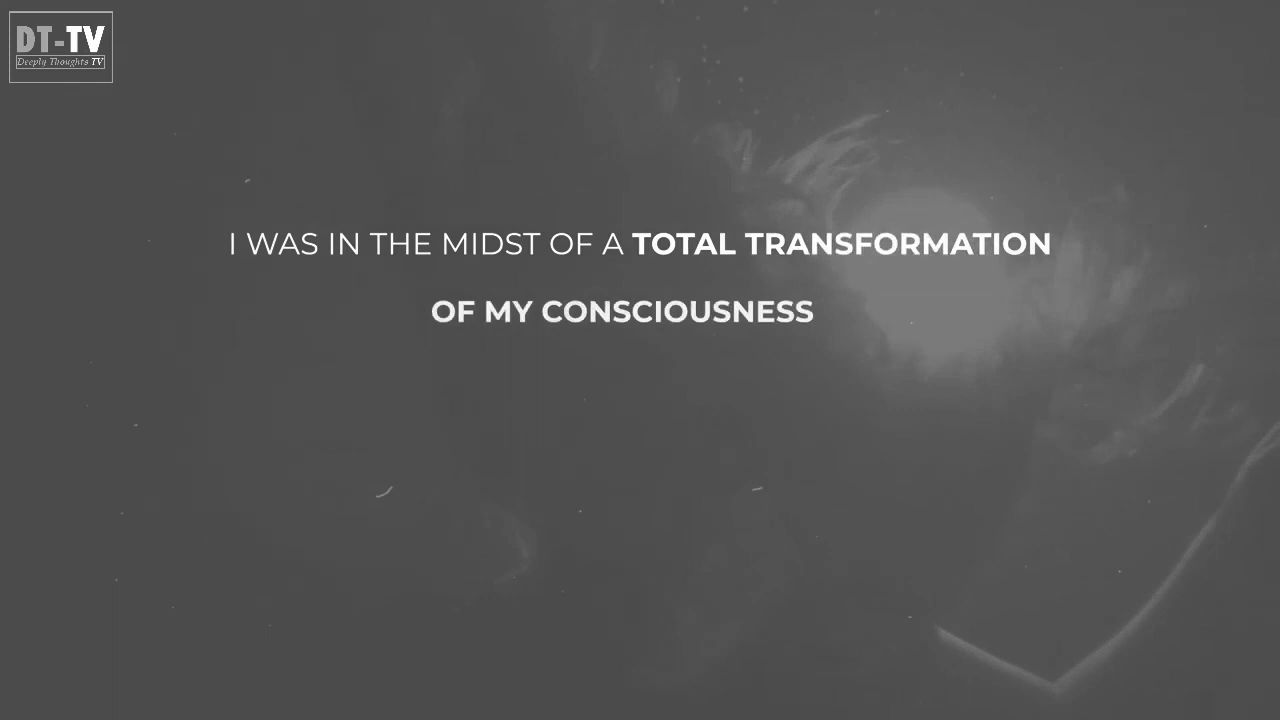 DT-TV
Deeply Thoughts TV
I WAS IN THE MIDST OF A TOTAL TRANSFORMATION
OF MY CONSCIOUSNESS